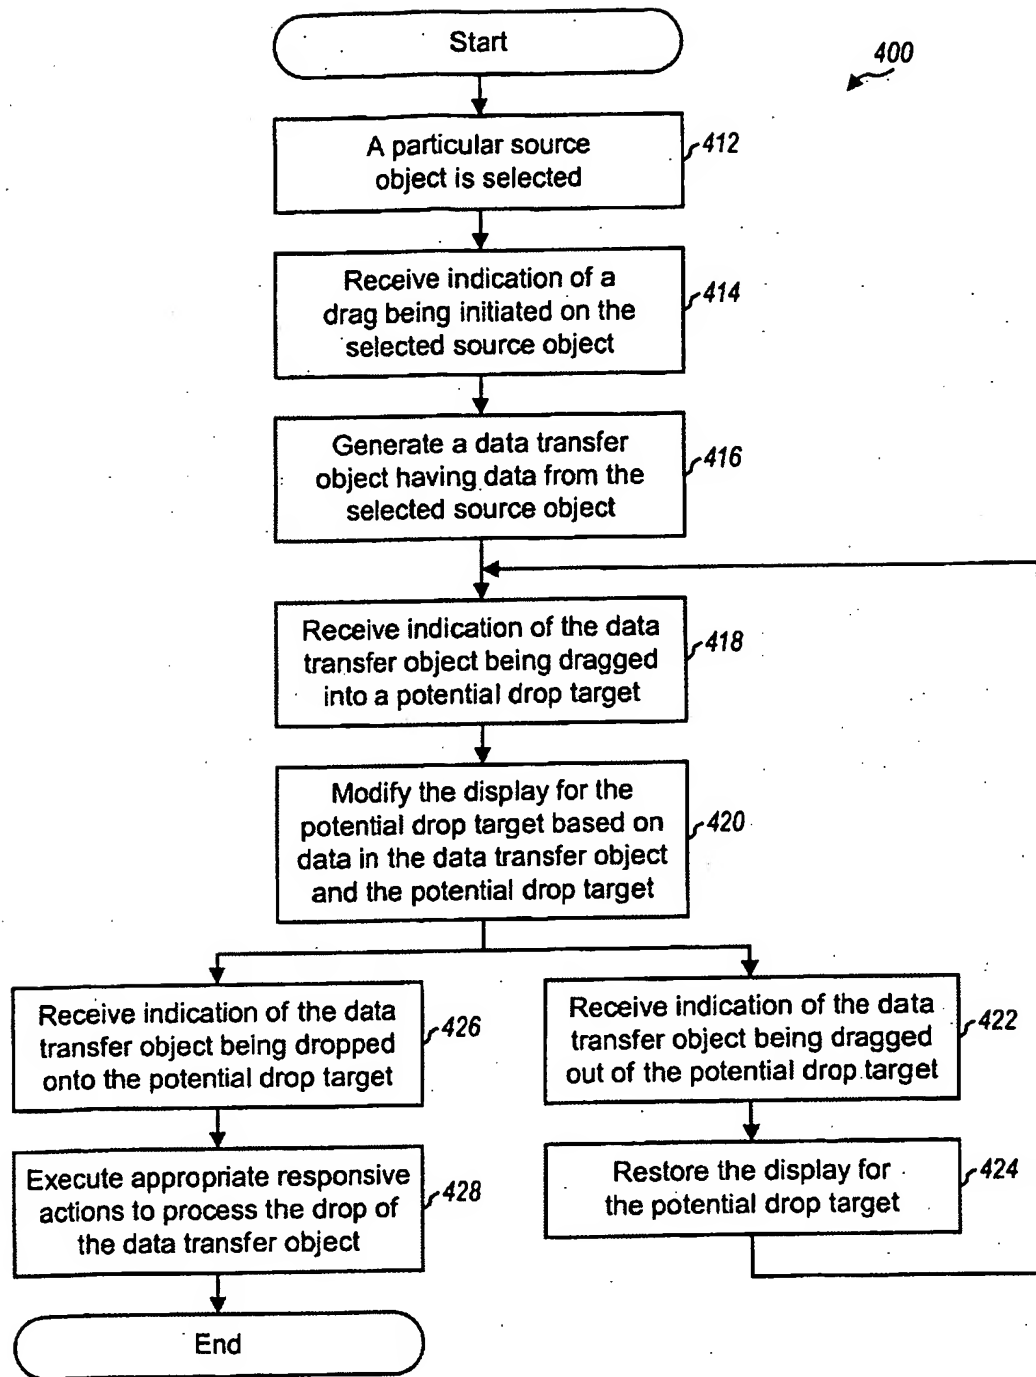 Start
400
A particular source
object is selected
412
Receive indication of a
drag being initiated on the
selected source object
414
Generate a data transfer
object having data from the
selected source object
416
Receive indication of the data
transfer object being dragged
into a potential drop target
418
Modify the display for the
potential drop target based on
data in the data transfer object
and the potential drop target
420
Receive indication of the data
transfer object being dropped
onto the potential drop target
426
Receive indication of the data
transfer object being dragged
out of the potential drop target
422
Execute appropriate responsive
actions to process the drop of
the data transfer object
428
Restore the display for
the potential drop target
424
End